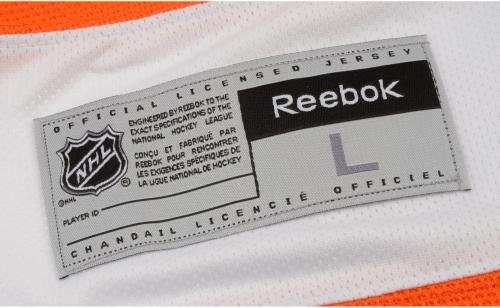 OFFICIAL LICENSED JERSEY
NHL
®
©NHL
ENGINEERED BY REEBOK TO THE
EXACT SPECIFICATIONS OF THE
NATIONAL HOCKEY LEAGUE
CONÇU ET FABRIQUÉ PAR
REEBOK POUR RENCONTRER
LES EXIGENCES SPÉCIFIQUES DE
LA LIGUE NATIONALE DE HOCKEY
PLAYER ID
Reebok
L
CHANDAIL LICENCIÉ OFFICIEL